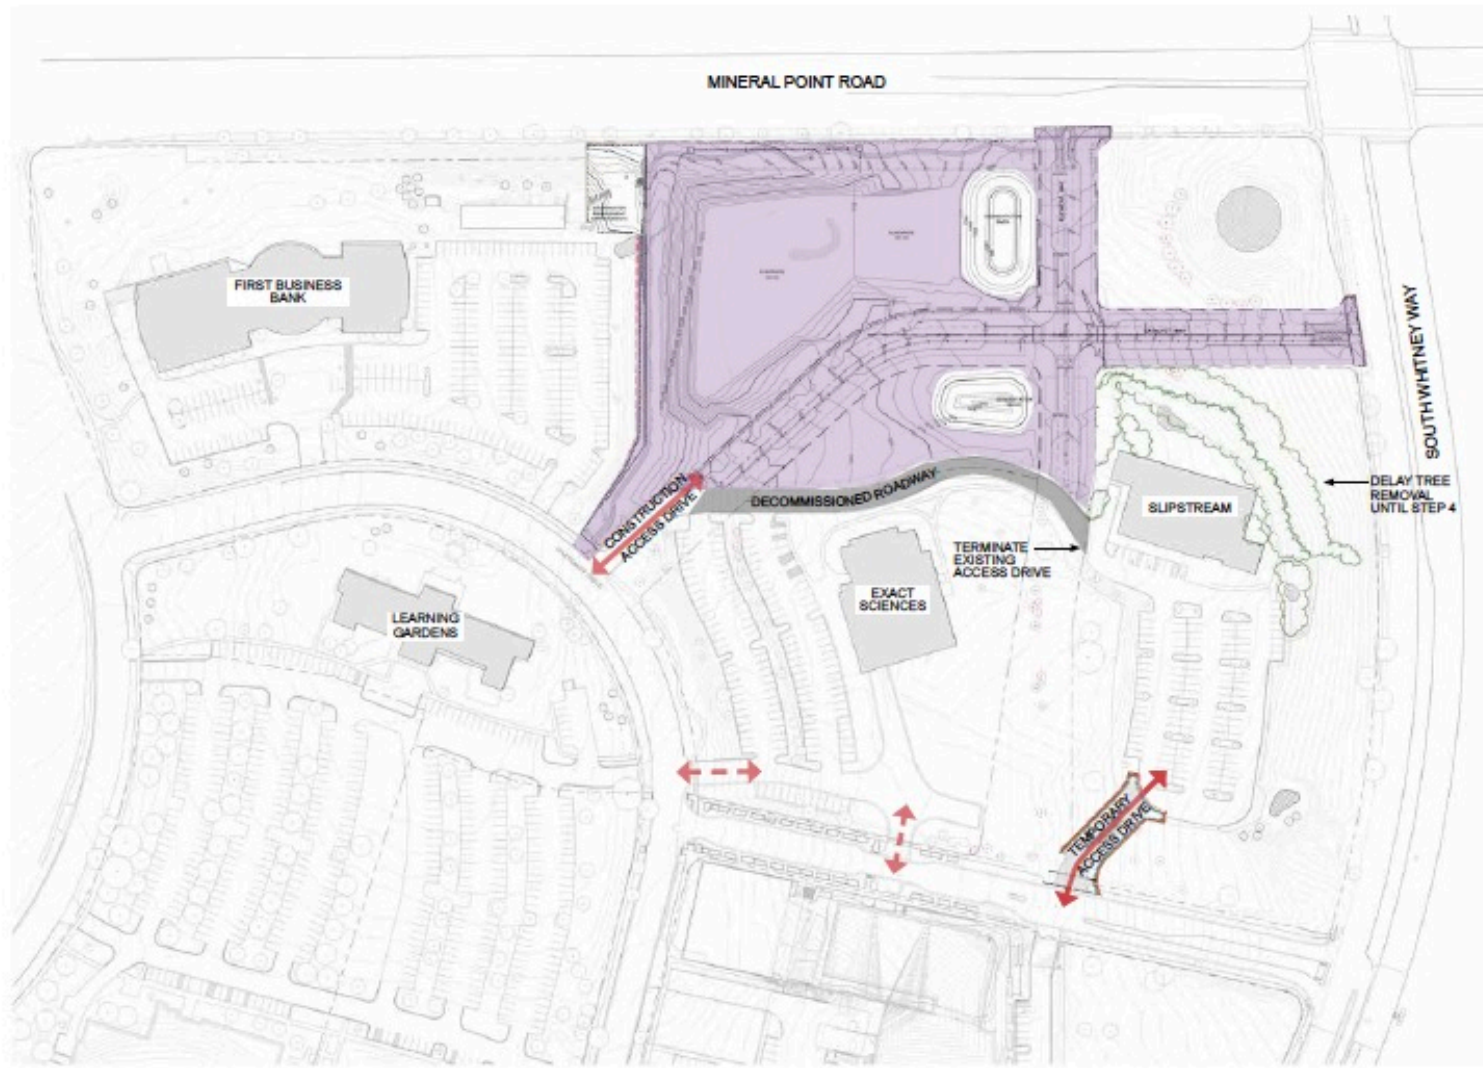 MINERAL POINT ROAD
FIRST BUSINESS
BANK
SOUTH WHITNEY WAY
CONSTRUCTION
ACCESS DRIVE
DECOMMISSIONED ROADWAY
SLIPSTREAM
DELAY TREE
REMOVAL
UNTIL STEP 4
TERMINATE
EXISTING
ACCESS DRIVE
EXACT
SCIENCES
LEARNING
GARDENS
TEMPORARY
ACCESS DRIVE